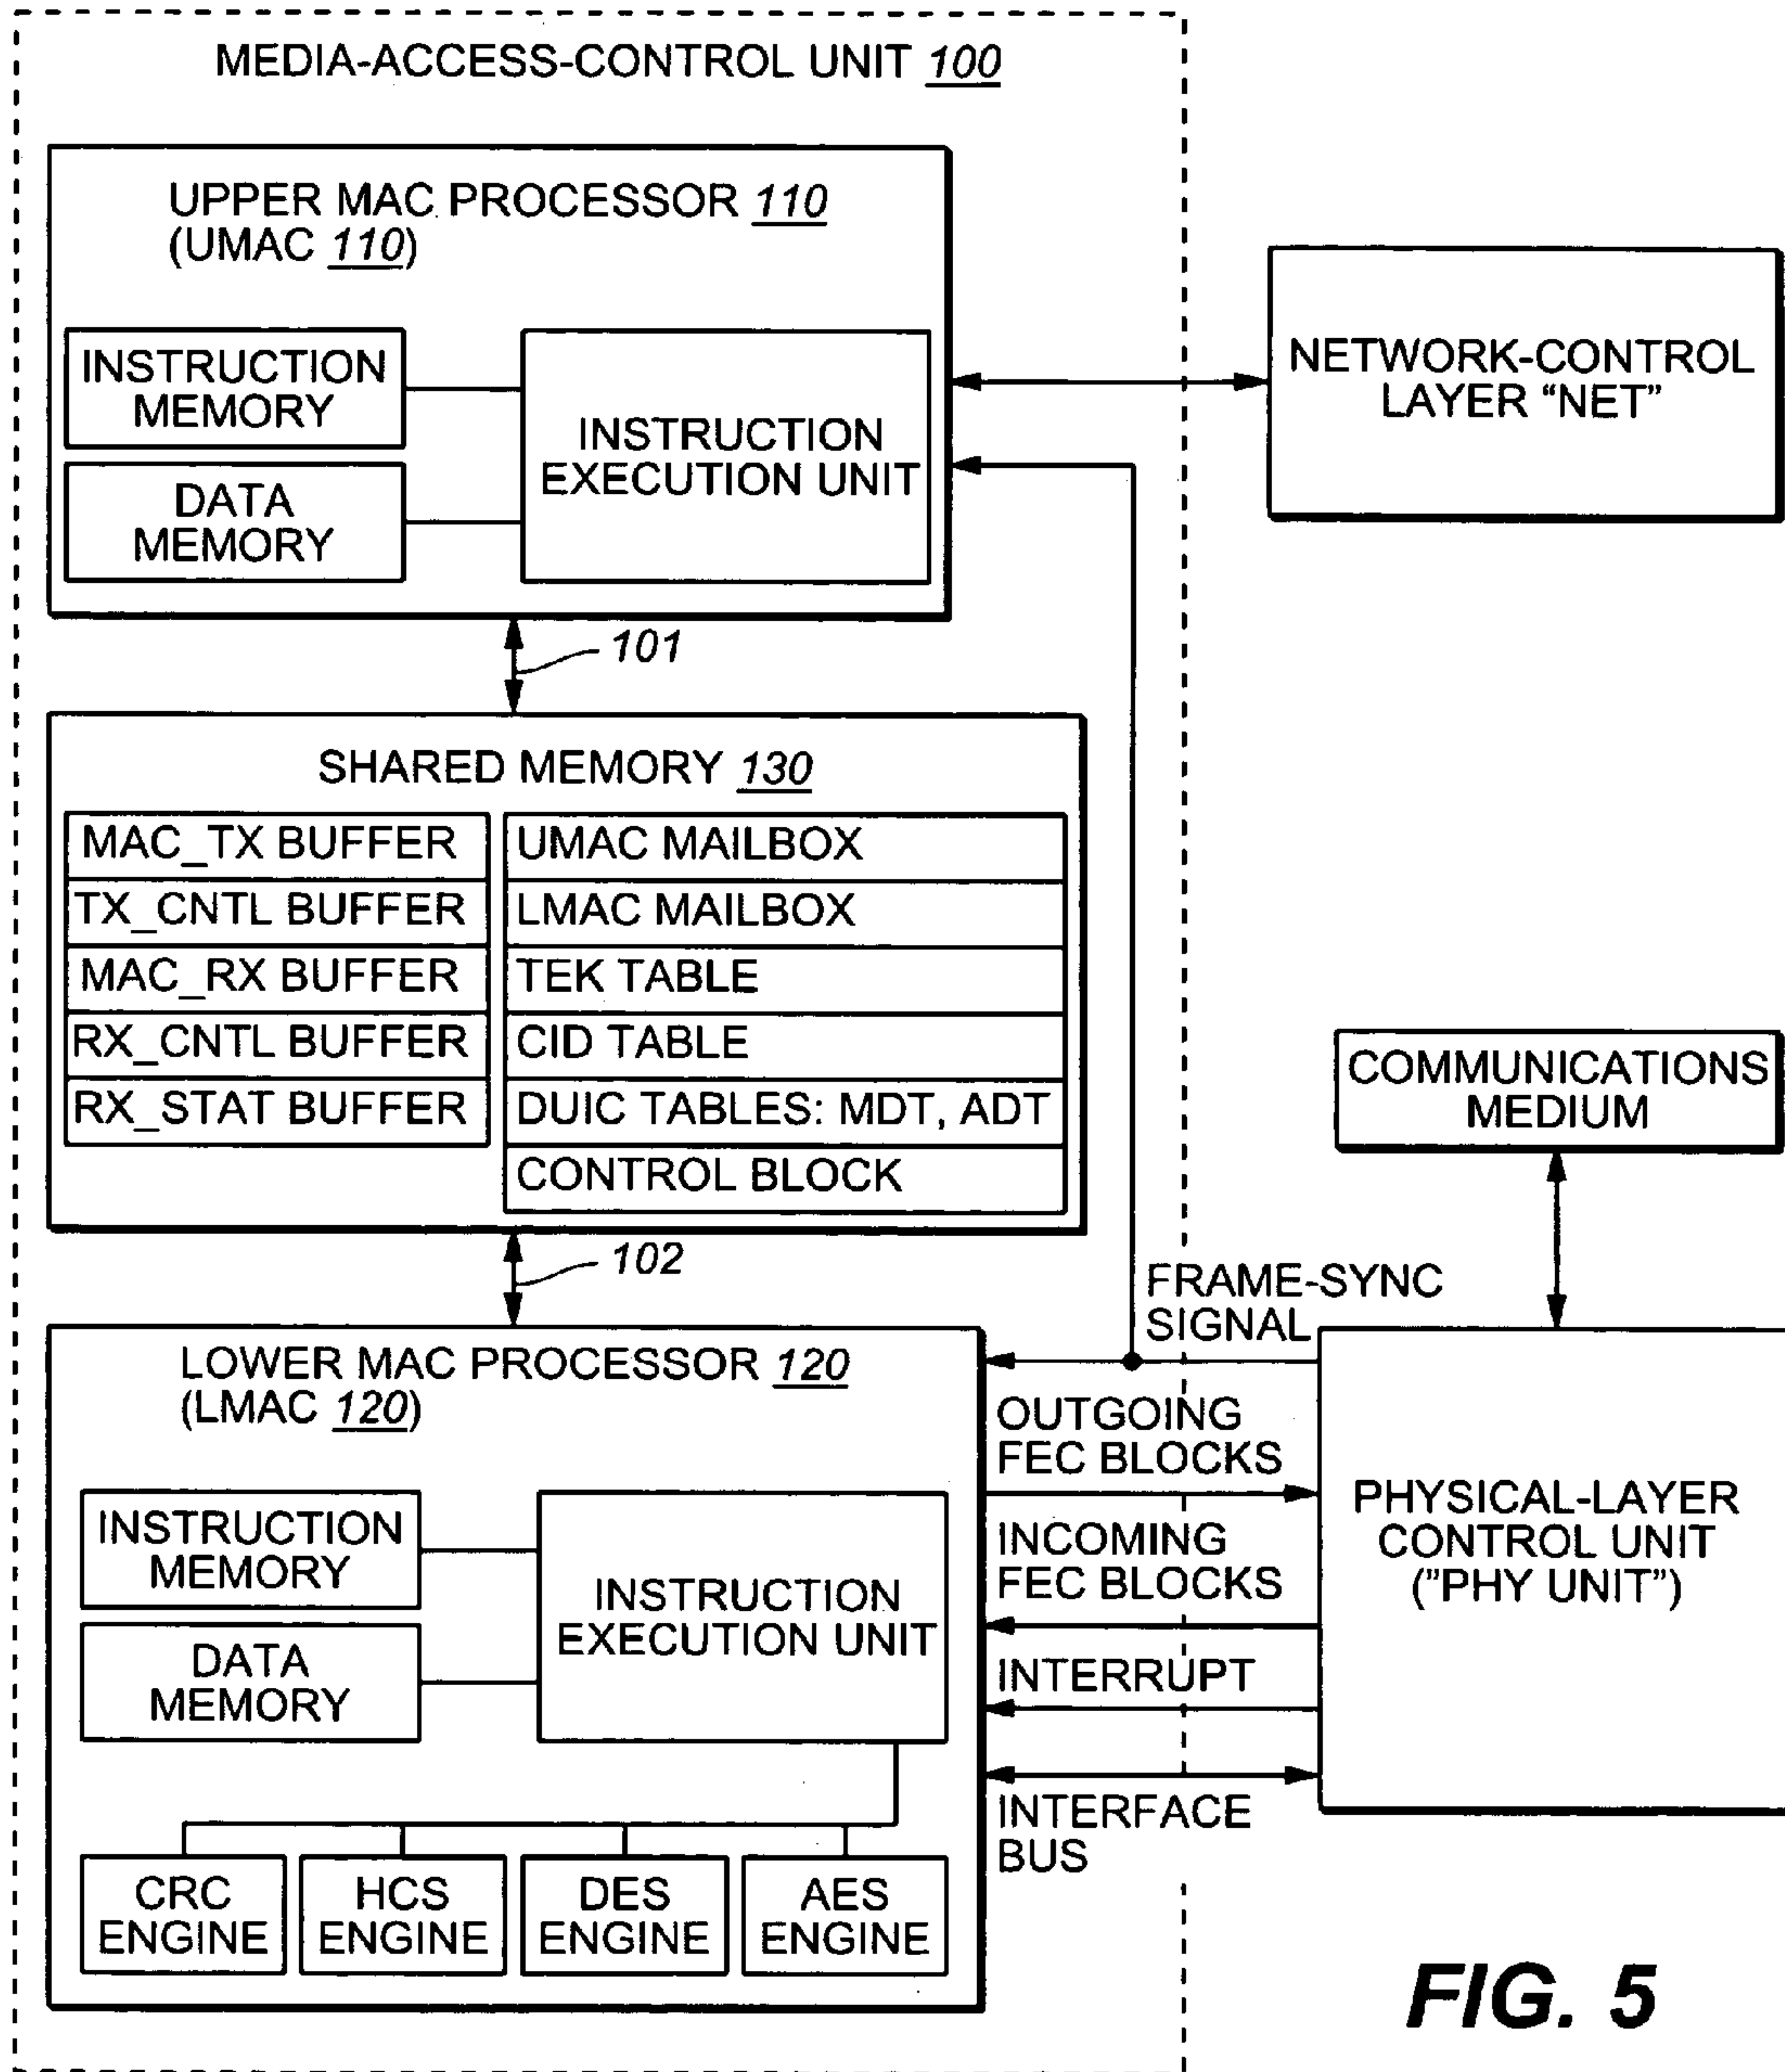 MEDIA-ACCESS-CONTROL UNIT 100
UPPER MAC PROCESSOR 110
(UMAC 110)
INSTRUCTION
MEMORY
DATA
MEMORY
INSTRUCTION
EXECUTION UNIT
NETWORK-CONTROL
LAYER “NET”
101
SHARED MEMORY 130
MAC_TX BUFFER
TX_CNTL BUFFER
MAC_RX BUFFER
RX_CNTL BUFFER
RX_STAT BUFFER
UMAC MAILBOX
LMAC MAILBOX
TEK TABLE
CID TABLE
DUIC TABLES: MDT, ADT
CONTROL BLOCK
COMMUNICATIONS
MEDIUM
102
FRAME-SYNC
SIGNAL
LOWER MAC PROCESSOR 120
(LMAC 120)
INSTRUCTION
MEMORY
DATA
MEMORY
INSTRUCTION
EXECUTION UNIT
OUTGOING
FEC BLOCKS
INCOMING
FEC BLOCKS
INTERRUPT
INTERFACE
BUS
PHYSICAL-LAYER
CONTROL UNIT
(”PHY UNIT”)
CRC
ENGINE
HCS
ENGINE
DES
ENGINE
AES
ENGINE
FIG. 5